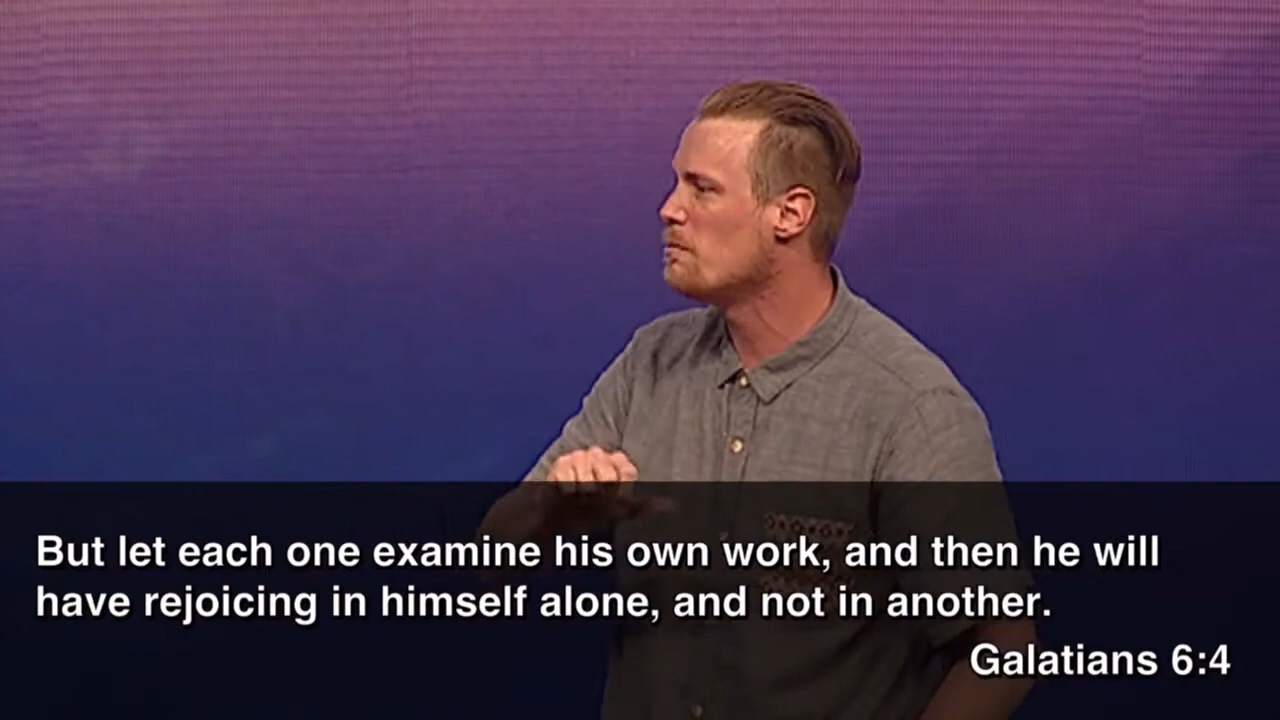 But let each one examine his own work, and then he will
have rejoicing in himself alone, and not in another.
Galatians 6:4